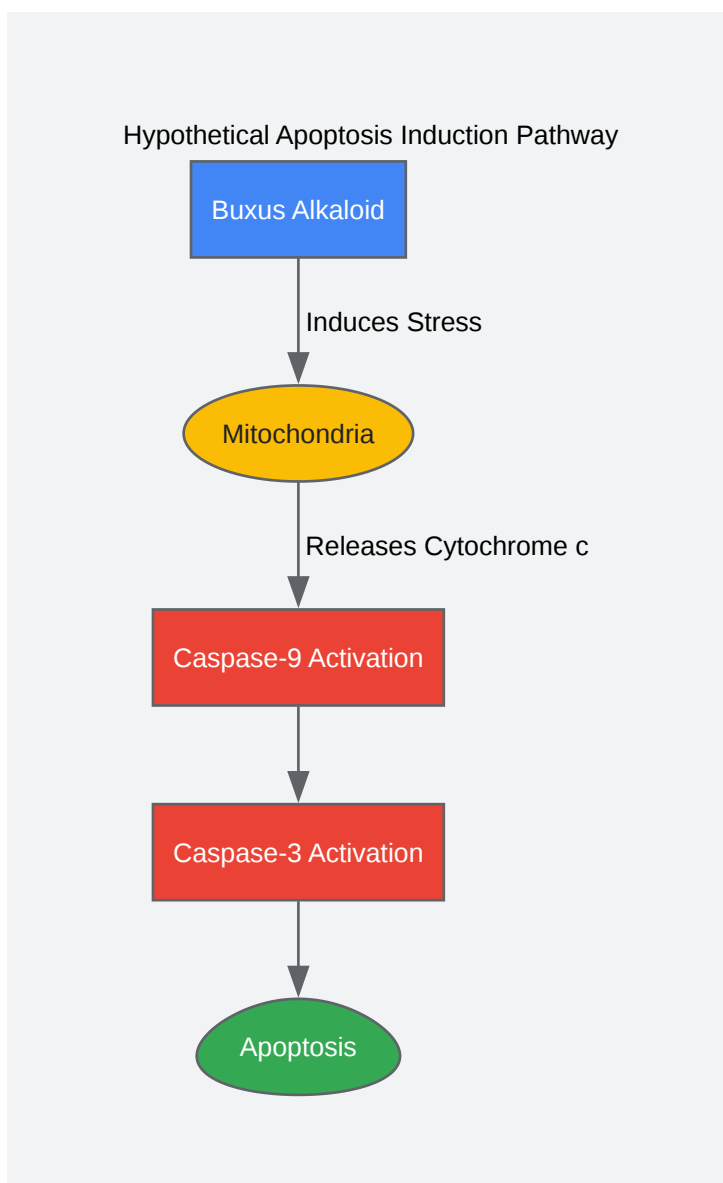 Hypothetical Apoptosis Induction Pathway
Buxus Alkaloid
Induces Stress
Mitochondria
Releases Cytochrome c
Caspase-9 Activation
Caspase-3 Activation
Apoptosis